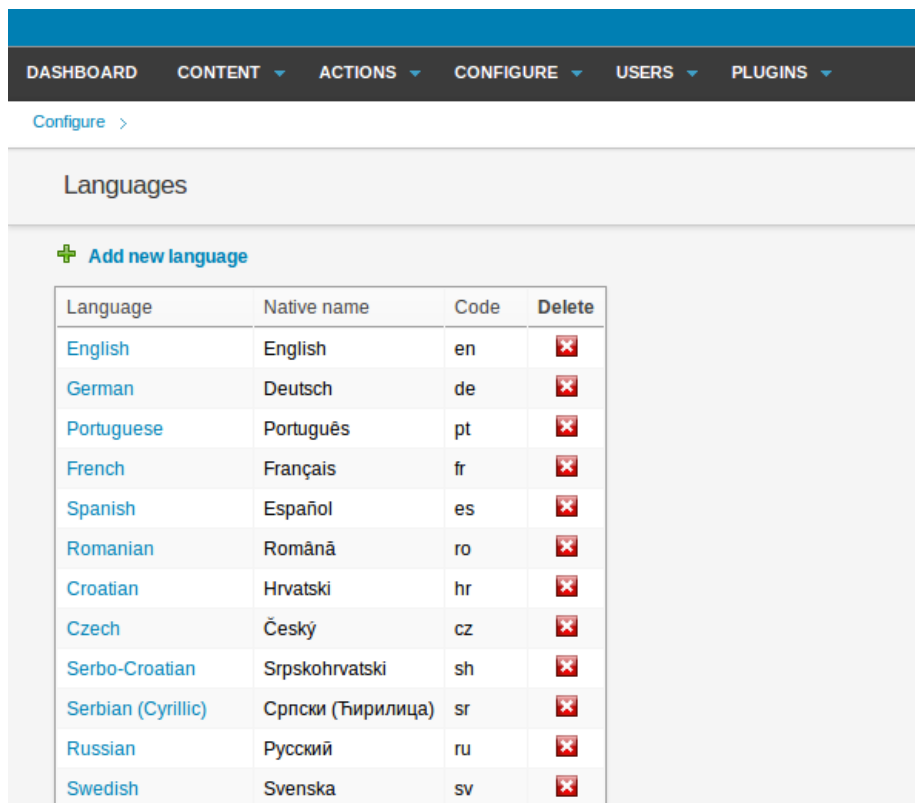 DASHBOARD CONTENT ACTIONS CONFIGURE USERS PLUGINS
Configure >
Languages
Add new language
Language Native name Code Delete
English English en
German Deutsch de
Portuguese Português pt
French Français fr
Spanish Español es
Romanian Română ro
Croatian Hrvatski hr
Czech Český cz
Serbo-Croatian Srpskohrvatski sh
Serbian (Cyrillic) Српски (Ћирилица) sr
Russian Русский ru
Swedish Svenska sv